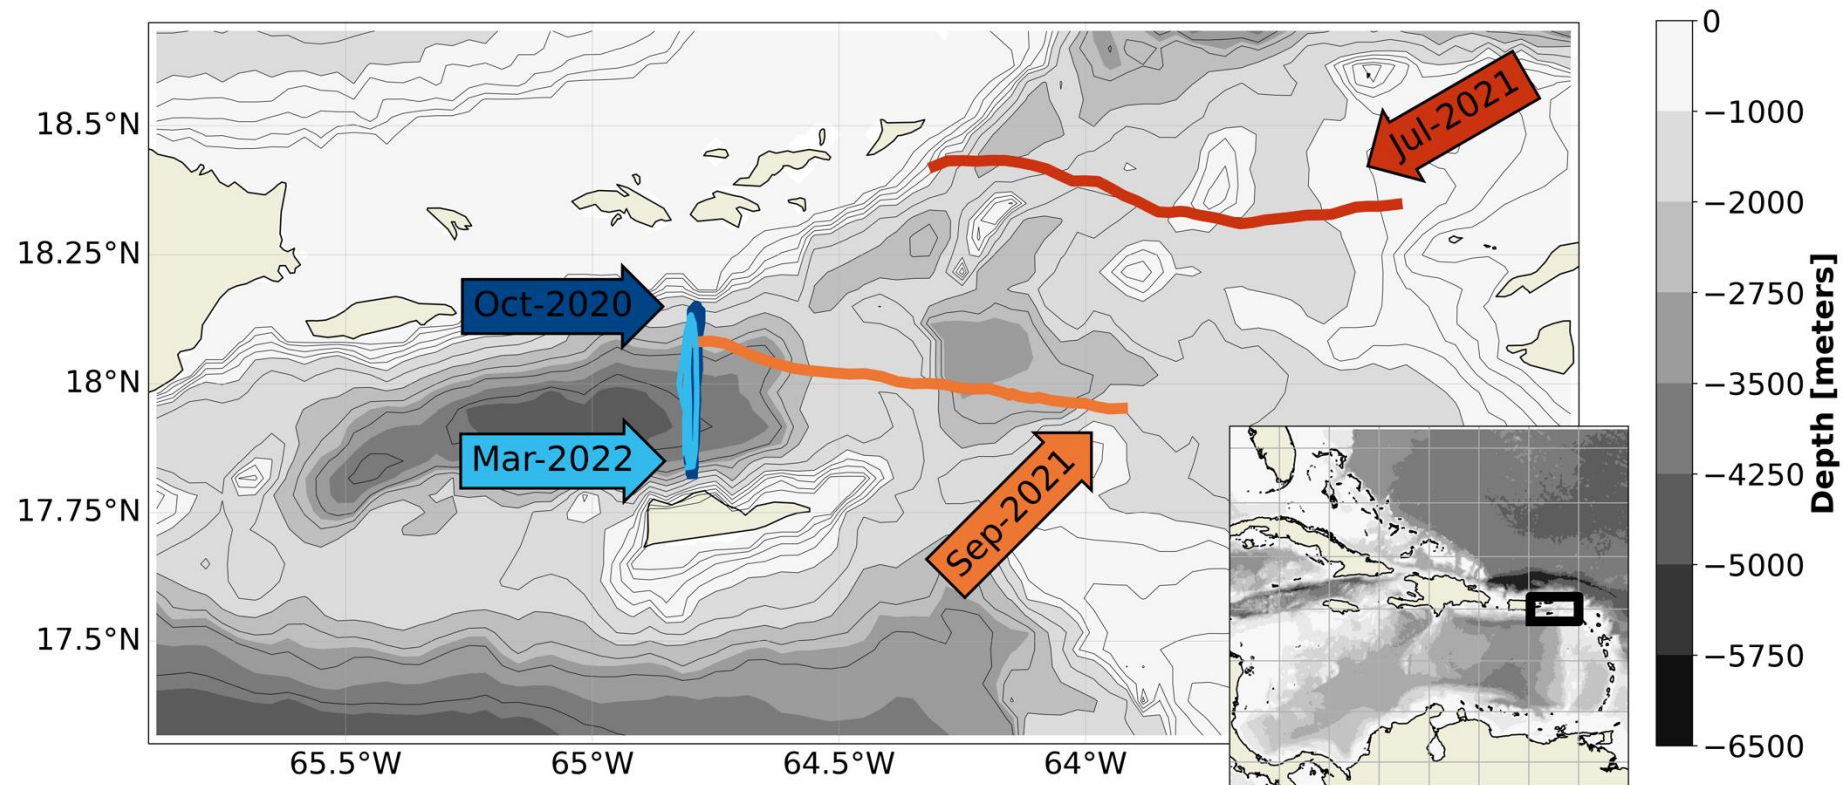 18.5°N
18.25°N
18°N
17.75°N
17.5°N
65.5°W
65°W
64.5°W
64°W
Jul-2021
Oct-2020
Mar-2022
Sep-2021
0
−1000
−2000
−2750
−3500
−4250
−5000
−5750
−6500
Depth [meters]